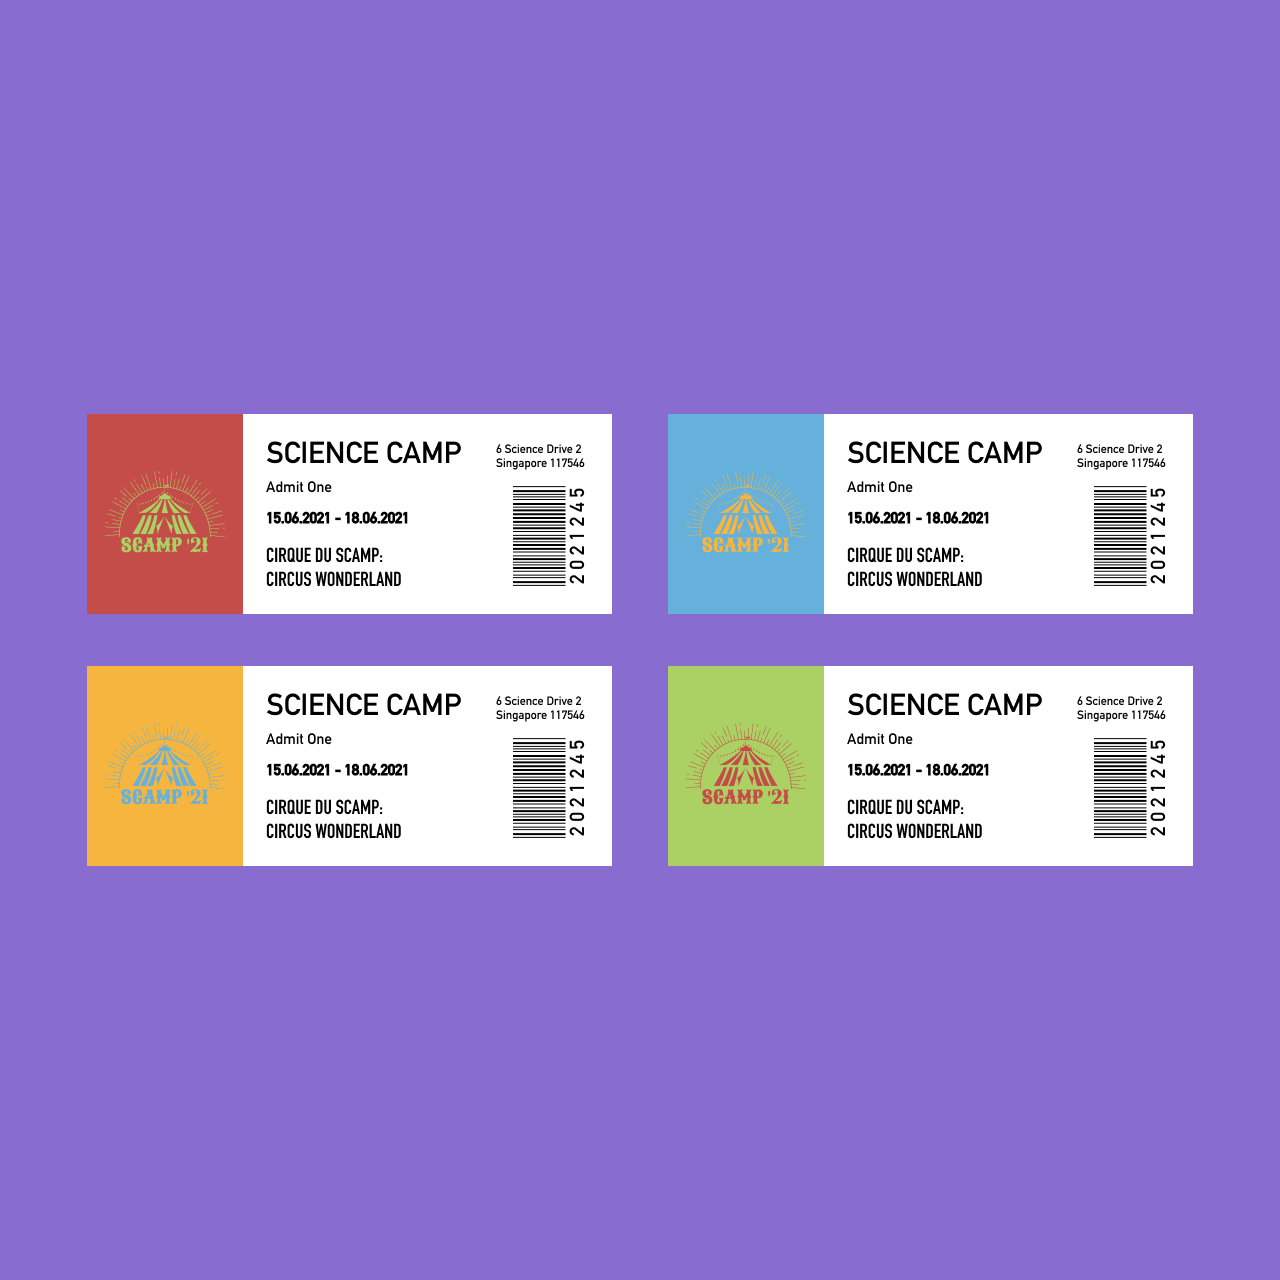 SCAMP '21
SCIENCE CAMP
Admit One
15.06.2021 - 18.06.2021
CIRQUE DU SCAMP:
CIRCUS WONDERLAND
6 Science Drive 2
Singapore 117546
2021245
SCAMP '21
SCIENCE CAMP
Admit One
15.06.2021 - 18.06.2021
CIRQUE DU SCAMP:
CIRCUS WONDERLAND
6 Science Drive 2
Singapore 117546
2021245
SCAMP '21
SCIENCE CAMP
Admit One
15.06.2021 - 18.06.2021
CIRQUE DU SCAMP:
CIRCUS WONDERLAND
6 Science Drive 2
Singapore 117546
2021245
SCAMP '21
SCIENCE CAMP
Admit One
15.06.2021 - 18.06.2021
CIRQUE DU SCAMP:
CIRCUS WONDERLAND
6 Science Drive 2
Singapore 117546
2021245